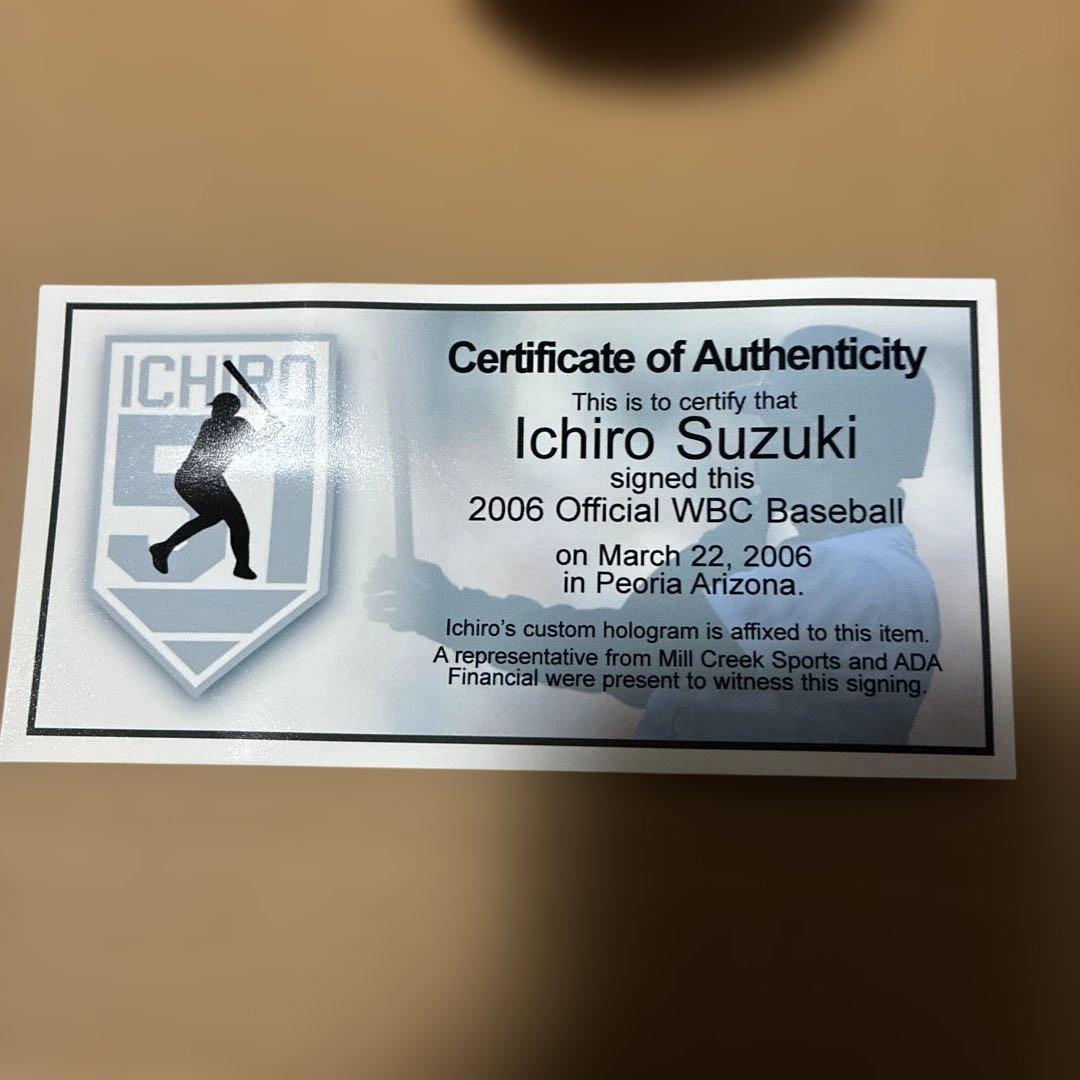 ICHIRO
51
Certificate of Authenticity
This is to certify that
Ichiro Suzuki
signed this
2006 Official WBC Baseball
on March 22, 2006
in Peoria Arizona.
Ichiro's custom hologram is affixed to this item.
A representative from Mill Creek Sports and ADA
Financial were present to witness this signing.